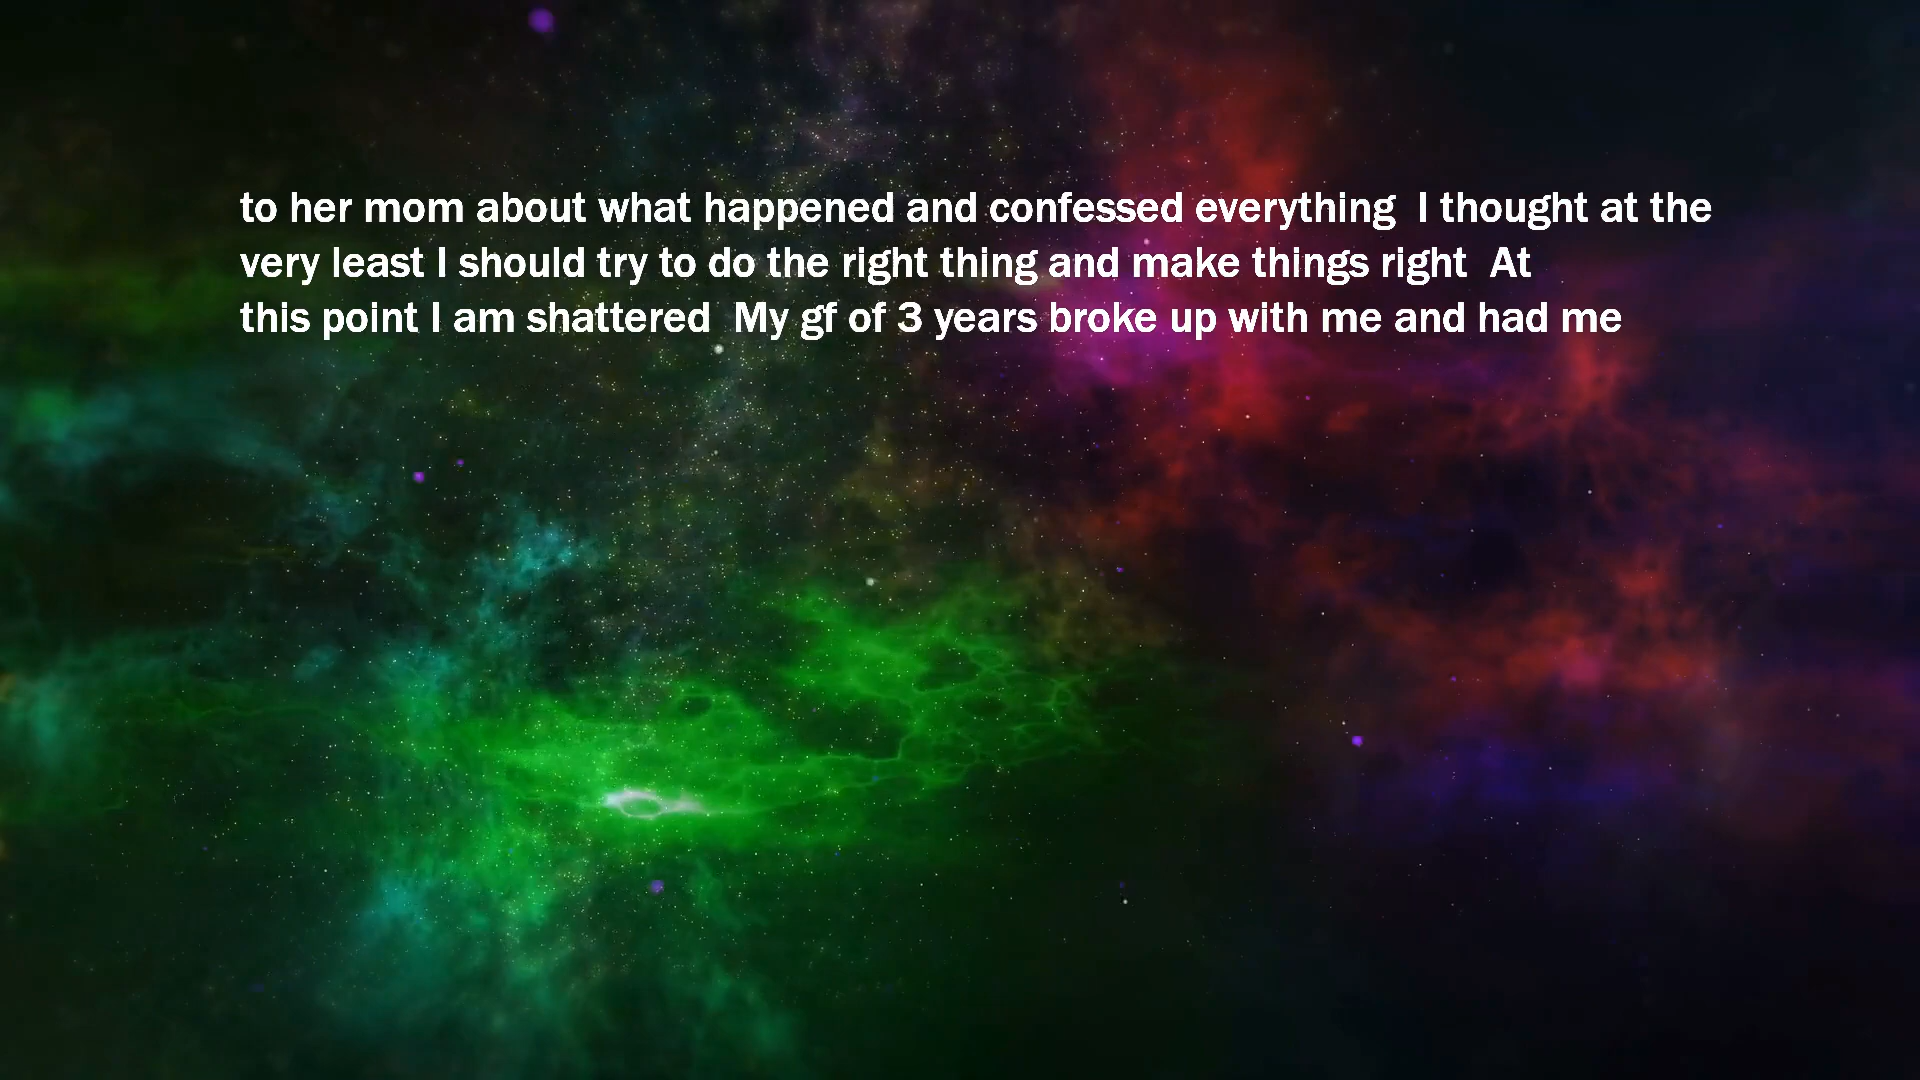 to her mom about what happened and confessed everything  I thought at the
very least I should try to do the right thing and make things right  At
this point I am shattered  My gf of 3 years broke up with me and had me